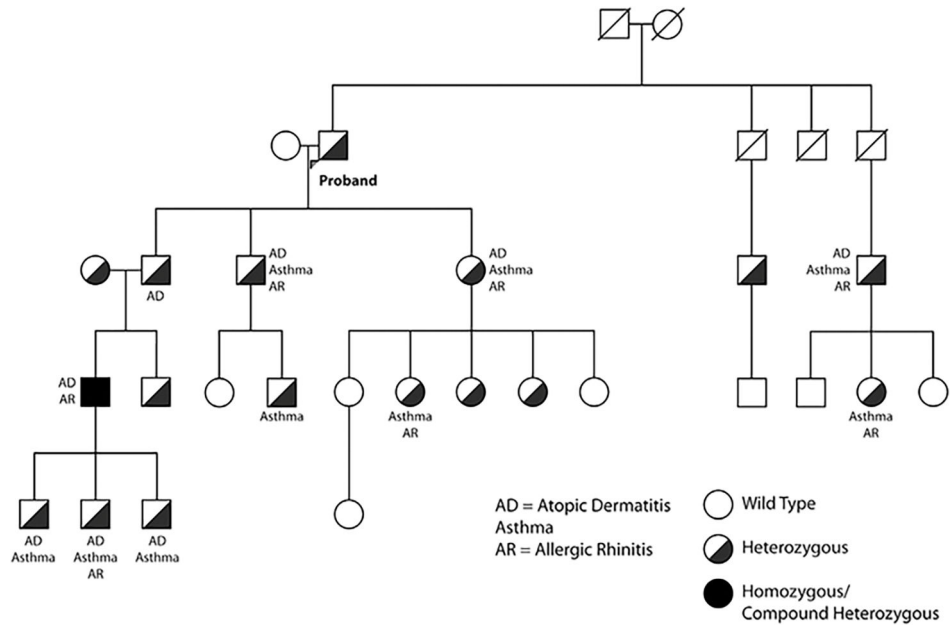 Proband
AD
AD
Asthma
AR
AD
Asthma
AR
AD
Asthma
AR
AD
AR
Asthma
Asthma
AR
Asthma
AR
AD
Asthma
AD
Asthma
AR
AD
Asthma
AD = Atopic Dermatitis
Asthma
AR = Allergic Rhinitis
Wild Type
Heterozygous
Homozygous/
Compound Heterozygous